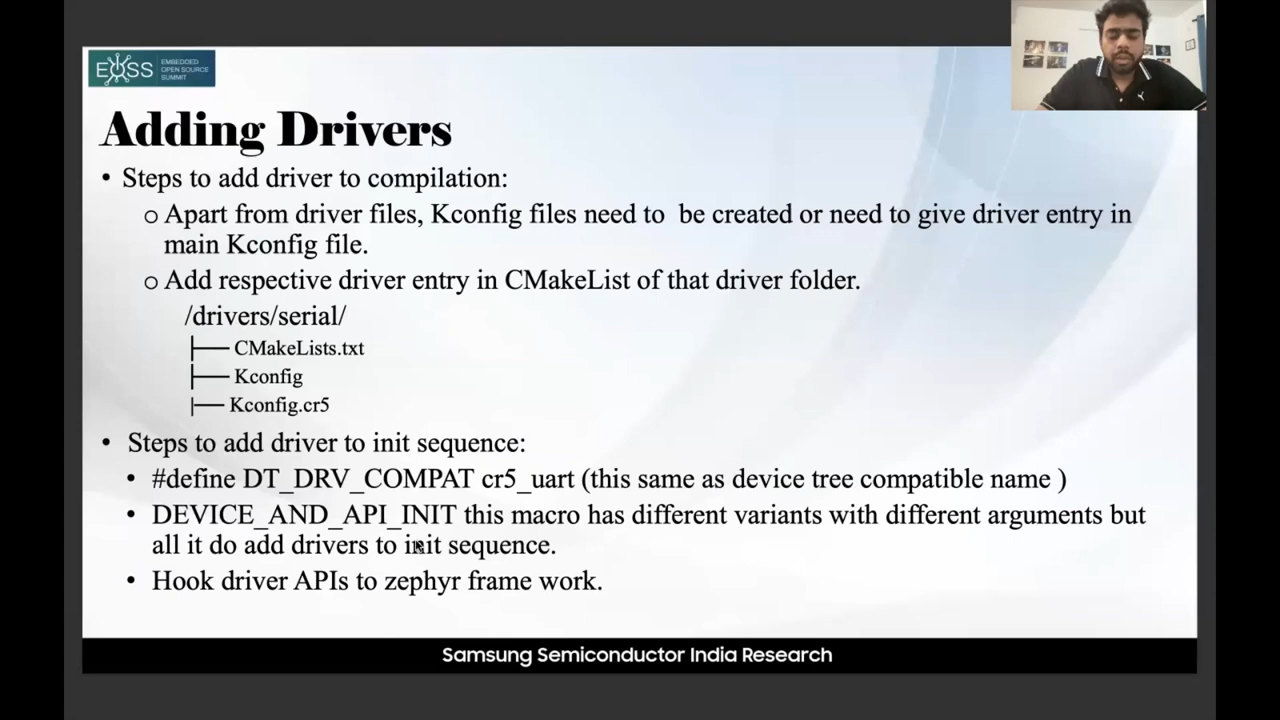 EOSS EMBEDDED
OPEN SOURCE
SUMMIT
Adding Drivers
• Steps to add driver to compilation:
o Apart from driver files, Kconfig files need to be created or need to give driver entry in
main Kconfig file.
o Add respective driver entry in CMakeList of that driver folder.
/drivers/serial/
├── CMakeLists.txt
├── Kconfig
|── Kconfig.cr5
• Steps to add driver to init sequence:
• #define DT_DRV_COMPAT cr5_uart (this same as device tree compatible name )
• DEVICE_AND_API_INIT this macro has different variants with different arguments but
all it do add drivers to init sequence.
• Hook driver APIs to zephyr frame work.
Samsung Semiconductor India Research